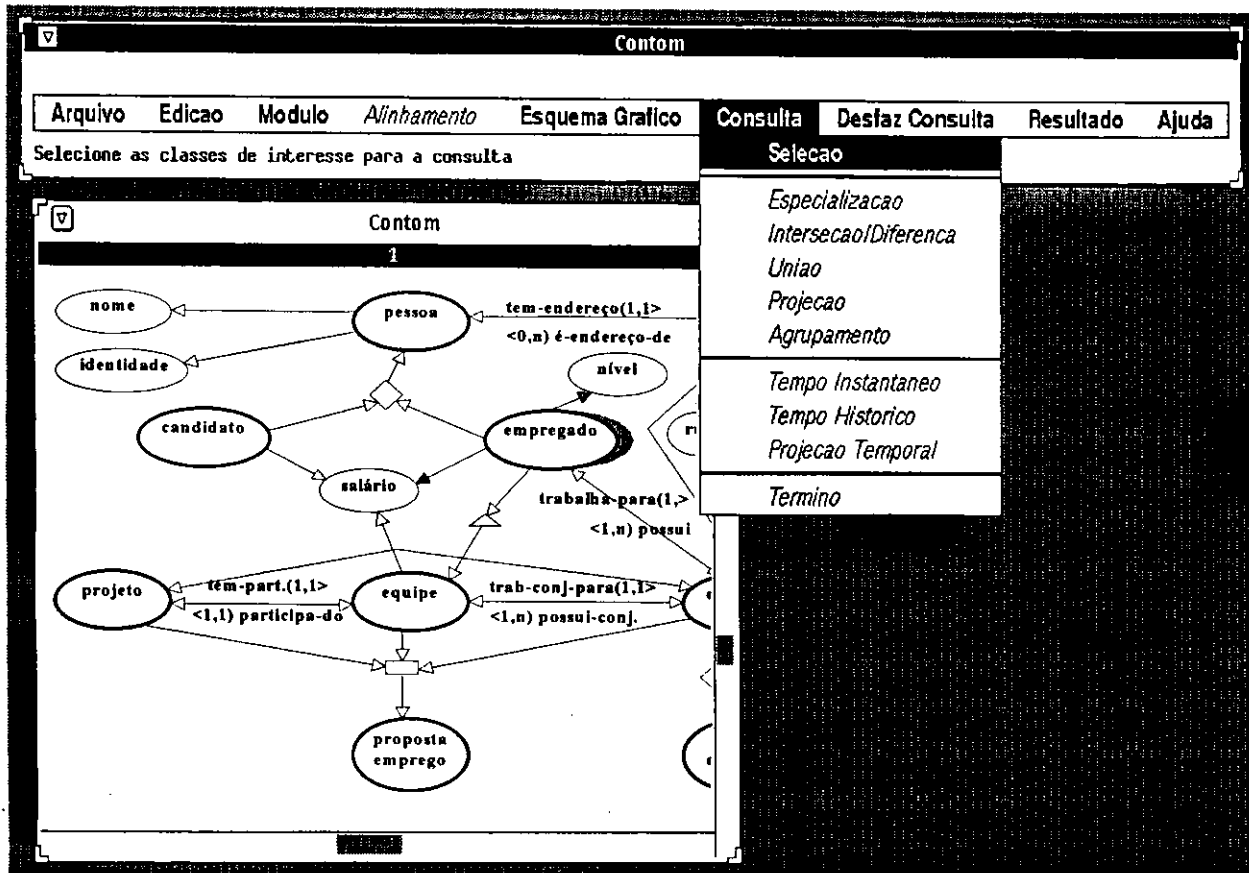 Contom
Arquivo Edicao Modulo Alinhamento Esquema Grafico Consulta Desfaz Consulta Resultado Ajuda
Selecione as classes de interesse para a consulta
Selecao
Especializacao
Intersecao/Diferenca
Uniao
Projecao
Agrupamento
Tempo Instantaneo
Tempo Historico
Projecao Temporal
Termino
Contom
1
nome
pessoa
tem-endereço(1,1>
<0,n) é-endereço-de
identidade
nível
candidato
empregado
salário
trabalha-para(1,>
<1,n) possui
projeto
tem-part.(1,1>
equipe
trab-conj-para(1,1>
<1,1) participa-do
<1,n) possui-conj.
proposta
emprego